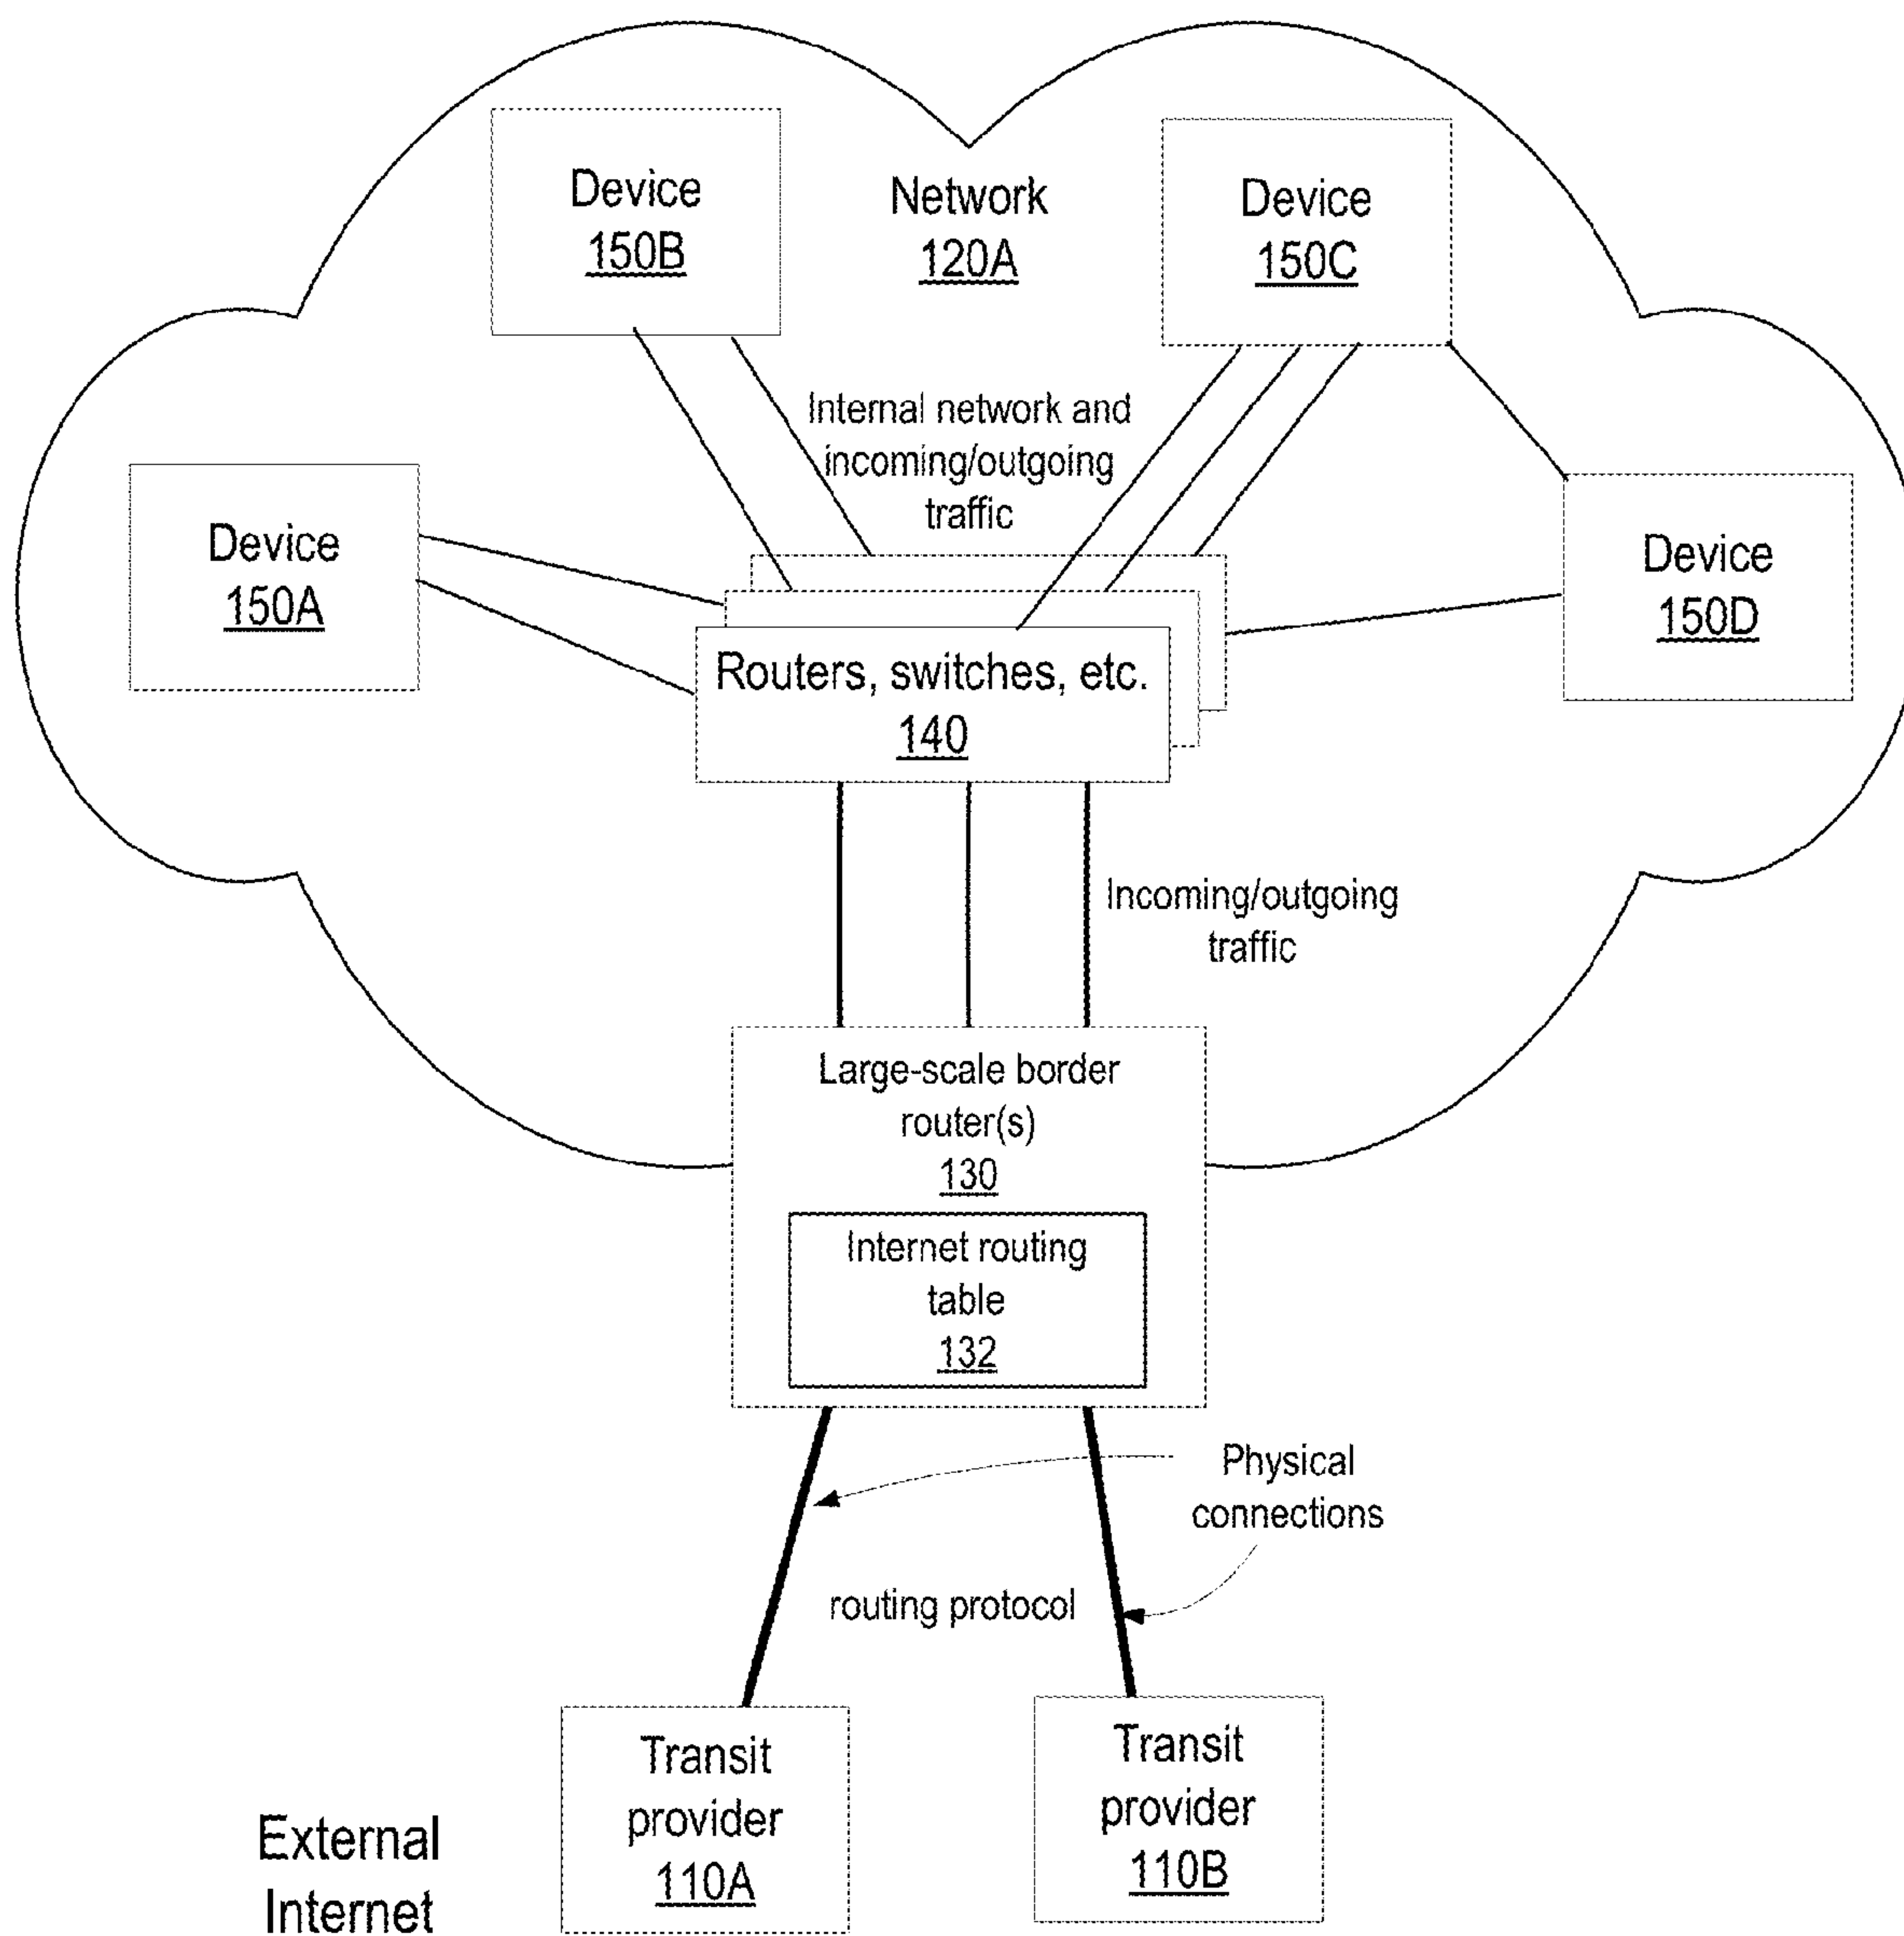 Device
150B
Network
120A
Device
150C
Internal network and
incoming/outgoing
traffic
Device
150A
Device
150D
Routers, switches, etc.
140
Incoming/outgoing
traffic
Large-scale border
router(s)
130
Internet routing
table
132
Physical
connections
routing protocol
Transit
provider
110A
Transit
provider
110B
External
Internet